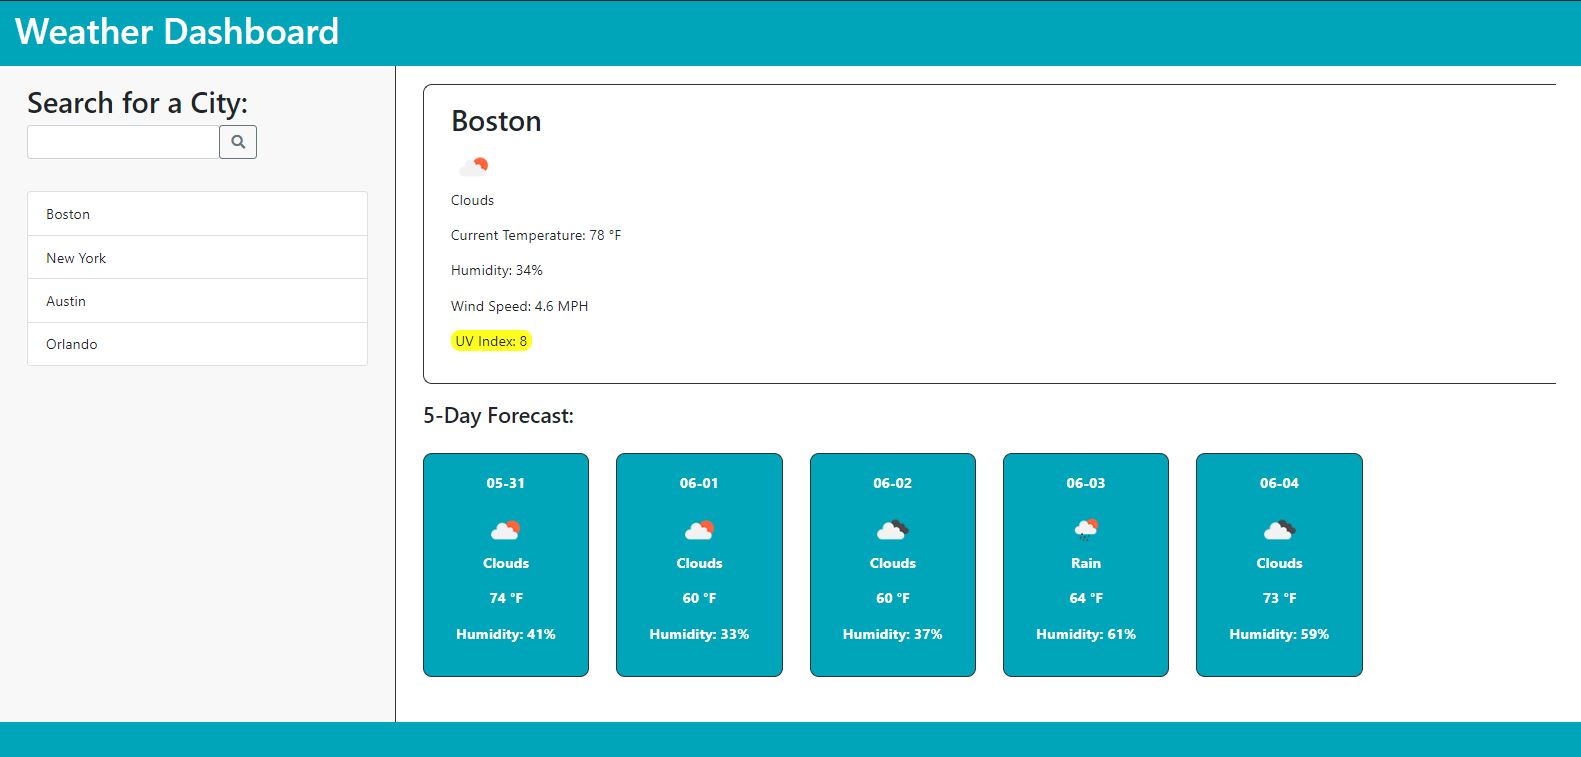 Weather Dashboard
Search for a City:
Boston
New York
Austin
Orlando
Boston
Clouds
Current Temperature: 78 °F
Humidity: 34%
Wind Speed: 4.6 MPH
UV Index: 8
5-Day Forecast:
05-31
Clouds
74 °F
Humidity: 41%
06-01
Clouds
60 °F
Humidity: 33%
06-02
Clouds
60 °F
Humidity: 37%
06-03
Rain
64 °F
Humidity: 61%
06-04
Clouds
73 °F
Humidity: 59%